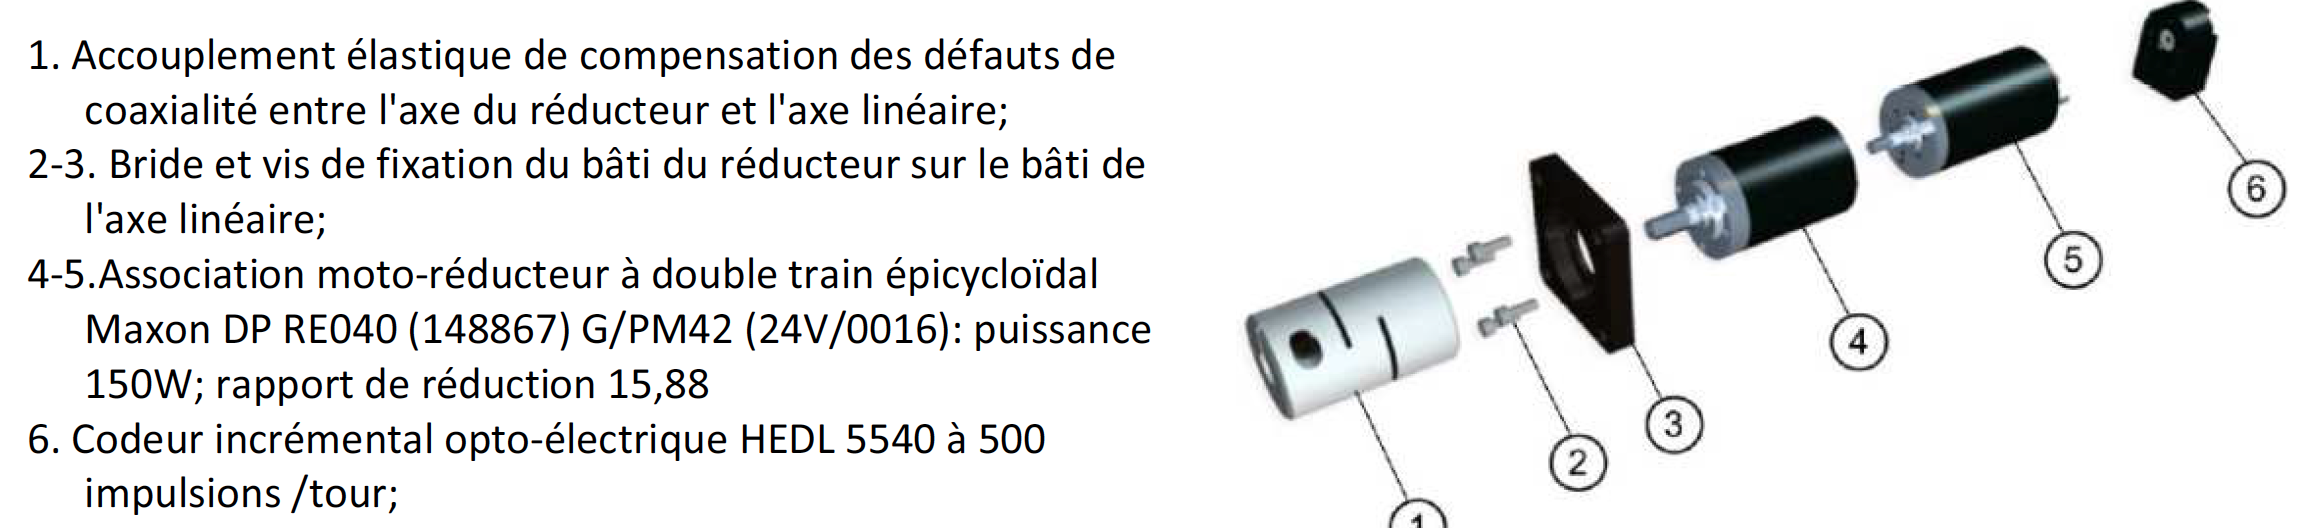 1. Accouplement élastique de compensation des défauts de
coaxialité entre l'axe du réducteur et l'axe linéaire;
2-3. Bride et vis de fixation du bâti du réducteur sur le bâti de
l'axe linéaire;
4-5.Association moto-réducteur à double train épicycloïdal
Maxon DP RE040 (148867) G/PM42 (24V/0016): puissance
150W; rapport de réduction 15,88
6. Codeur incrémental opto-électrique HEDL 5540 à 500
impulsions /tour;
6
5
4
3
2
1